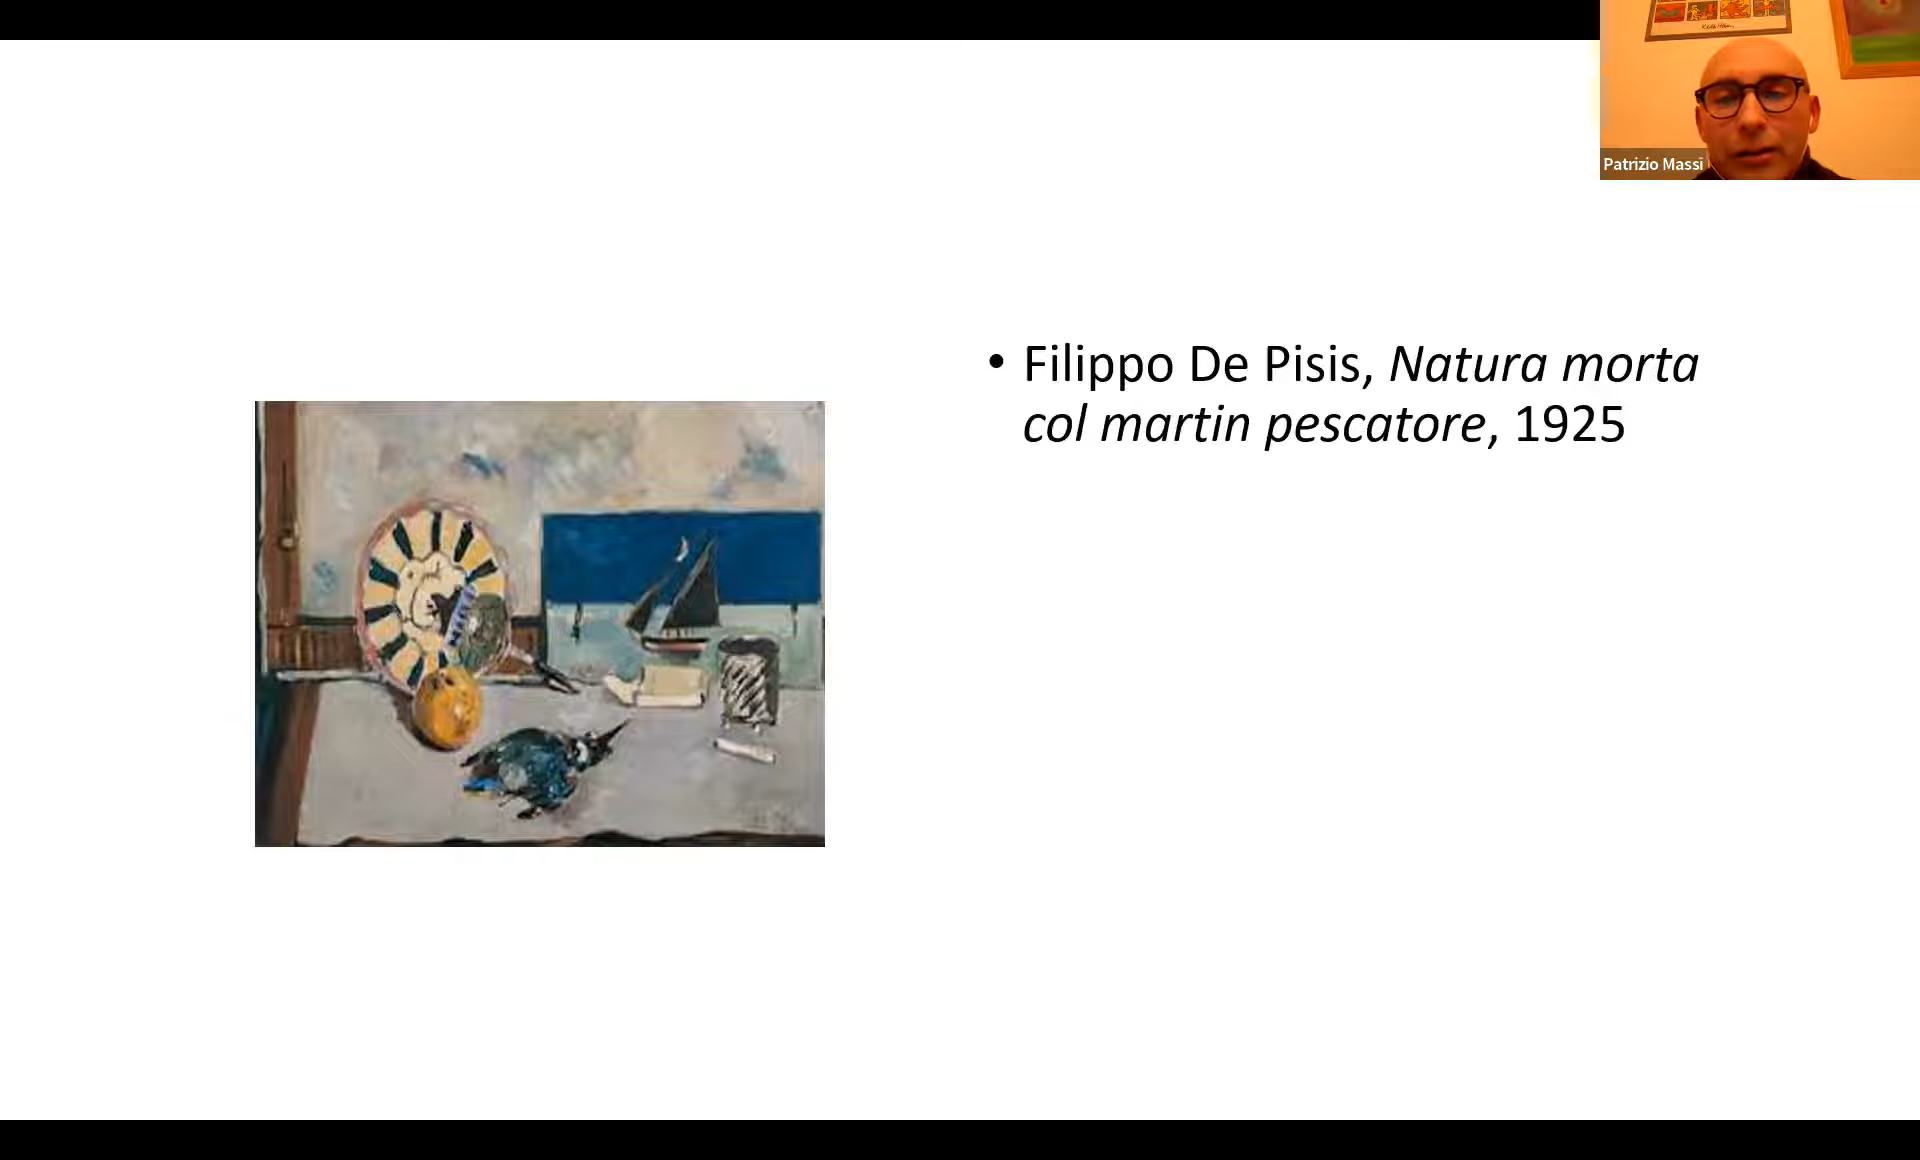 Patrizio Massi
• Filippo De Pisis, Natura morta
col martin pescatore, 1925